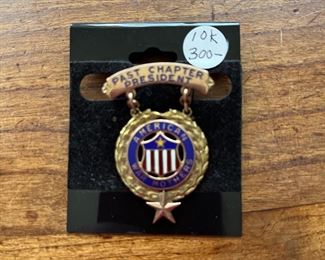 10K
300-
PAST CHAPTER
PRESIDENT
AMERICAN
WAR MOTHERS